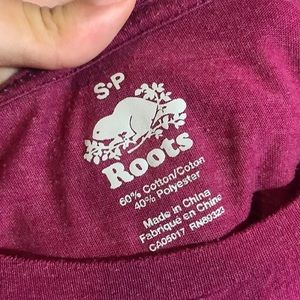 S•P
Roots
60% Cotton/Coton
40% Polyester
Made in China
Fabriqué en Chine
CA05017 RN80323